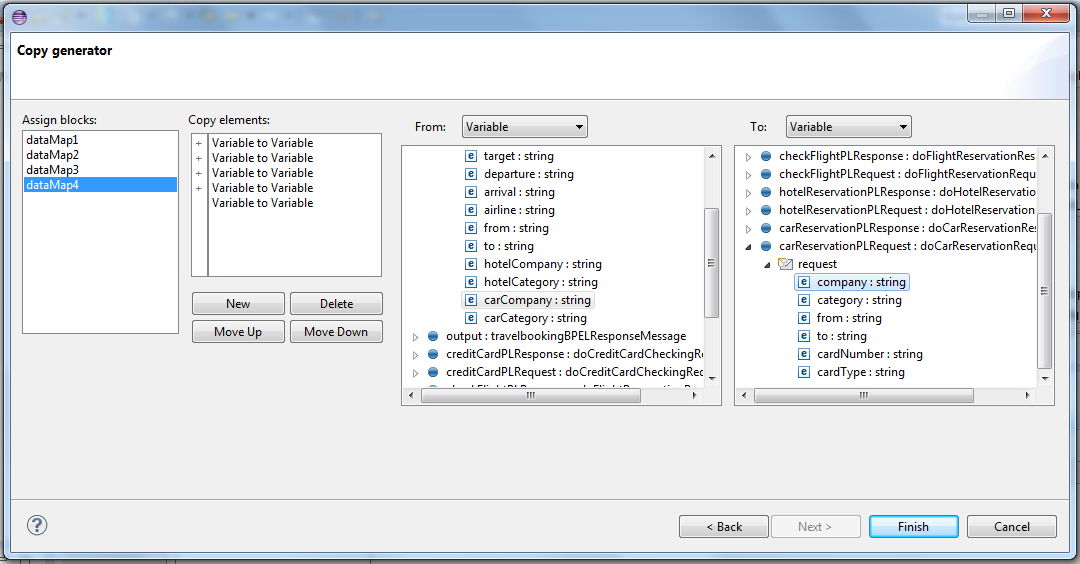 Copy generator
Assign blocks:
dataMap1
dataMap2
dataMap3
dataMap4
Copy elements:
Variable to Variable
Variable to Variable
Variable to Variable
Variable to Variable
Variable to Variable
New
Delete
Move Up
Move Down
From:
Variable
target : string
departure : string
arrival : string
airline : string
from : string
to : string
hotelCompany : string
hotelCategory : string
carCompany : string
carCategory : string
output : travelbookingBPELResponseMessage
creditCardPLResponse : doCreditCardCheckingRe
creditCardPLRequest : doCreditCardCheckingRec
To:
Variable
checkFlightPLResponse : doFlightReservationRes
checkFlightPLRequest : doFlightReservationRequ
hotelReservationPLResponse : doHotelReservatio
hotelReservationPLRequest : doHotelReservation
carReservationPLResponse : doCarReservationRes
carReservationPLRequest : doCarReservationRequ
request
company : string
category : string
from : string
to : string
cardNumber : string
cardType : string
?
< Back
Next >
Finish
Cancel